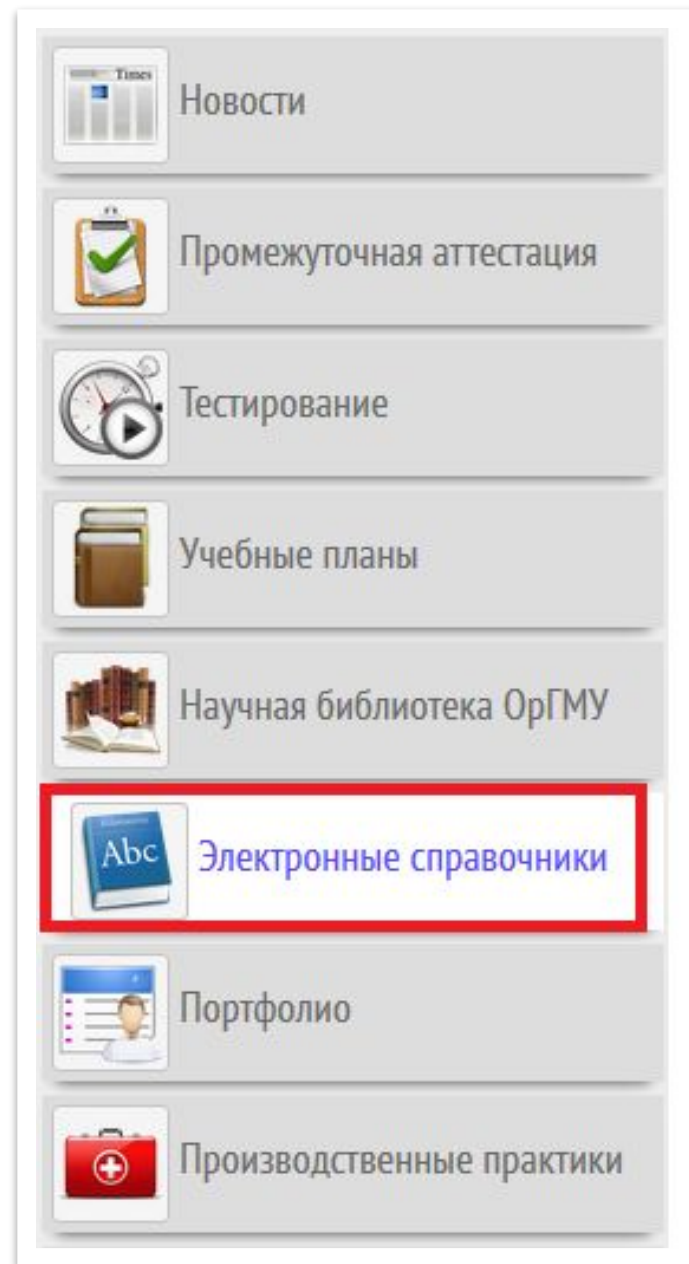 Times
Новости
Промежуточная аттестация
Тестирование
Учебные планы
Научная библиотека ОрГМУ
Abc
Электронные справочники
Портфолио
Производственные практики